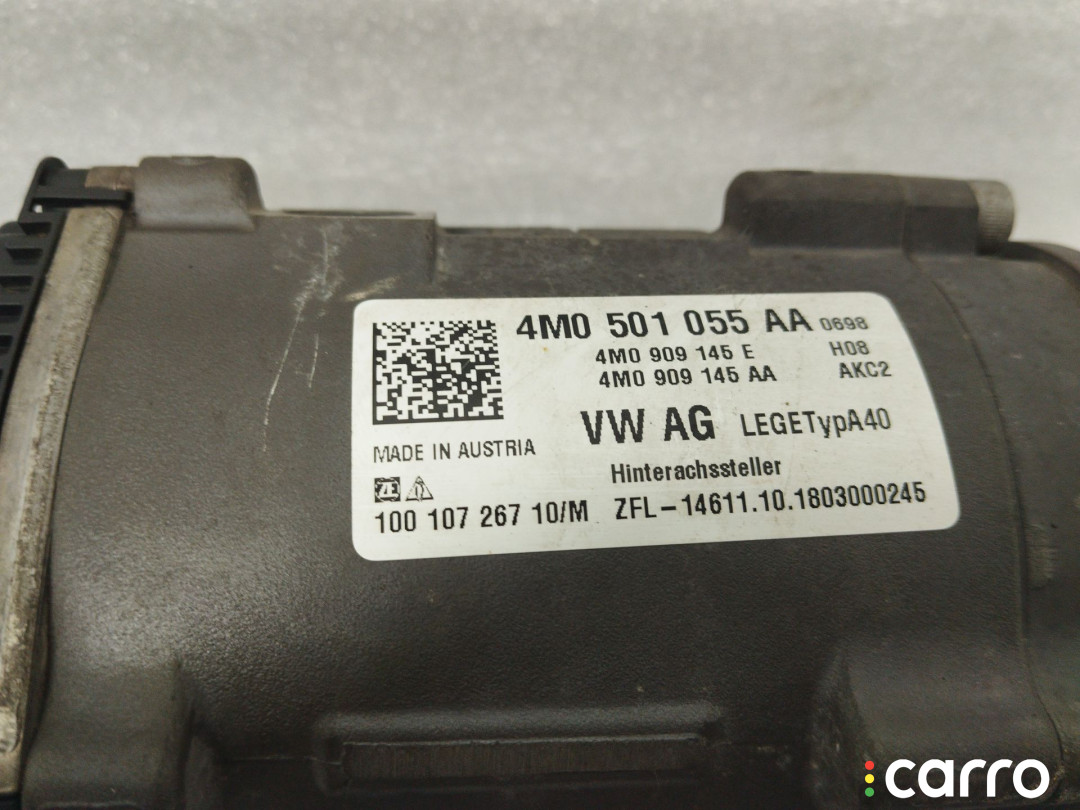 4M0 501 055 AA 0698
4M0 909 145 E H08
4M0 909 145 AA AKC2
VW AG LEGETypA40
MADE IN AUSTRIA
Hinterachssteller
ZF
100 107 267 10/M ZFL-14611.10.1803000245
carro